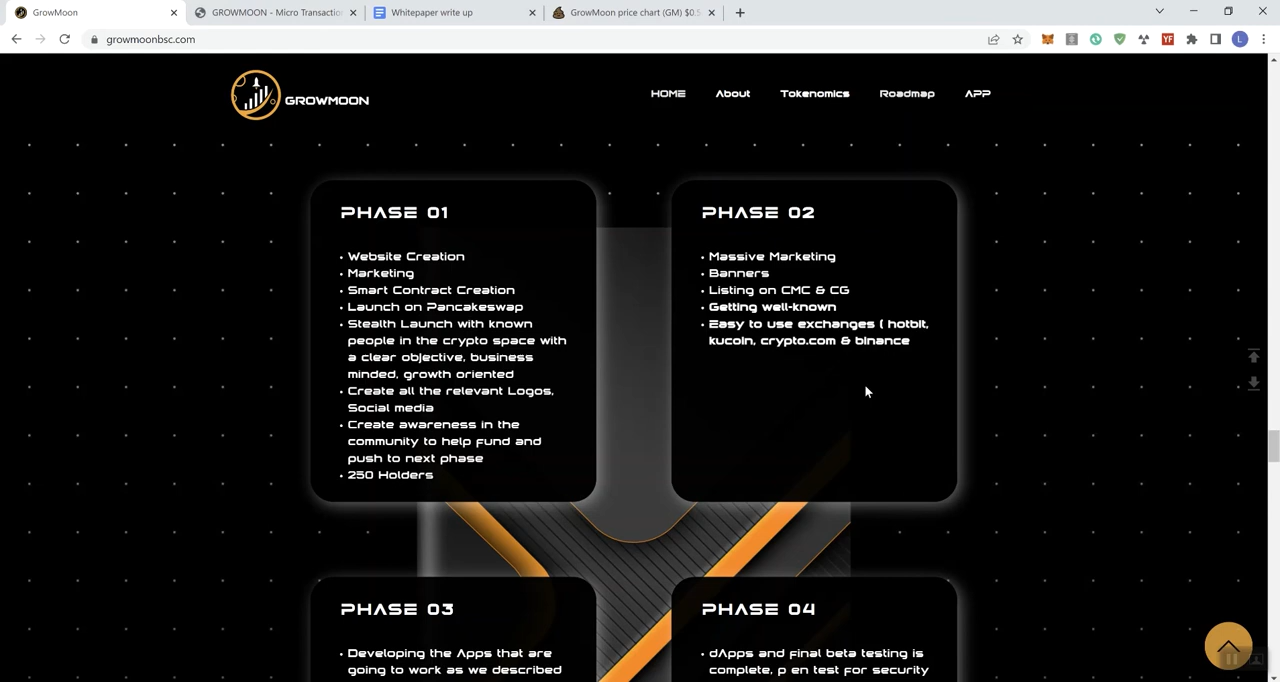 GrowMoon
GROWMOON - Micro Transaction
Whitepaper write up
GrowMoon price chart (GM) $0.5
growmoonbsc.com
YF
L
GROWMOON
HOME
About
Tokenomics
Roadmap
APP
PHASE 01
• Website Creation
• Marketing
• Smart Contract Creation
• Launch on Pancakeswap
• Stealth Launch with known
people in the crypto space with
a clear objective, business
minded, growth oriented
• Create all the relevant Logos,
Social media
• Create awareness in the
community to help fund and
push to next phase
• 250 Holders
PHASE 02
• Massive Marketing
• Banners
• Listing on CMC & CG
• Getting well-known
• Easy to use exchanges ( hotbit,
kucoin, crypto.com & binance
PHASE 03
• Developing the Apps that are
going to work as we described
PHASE 04
• dApps and final beta testing is
complete, p en test for security